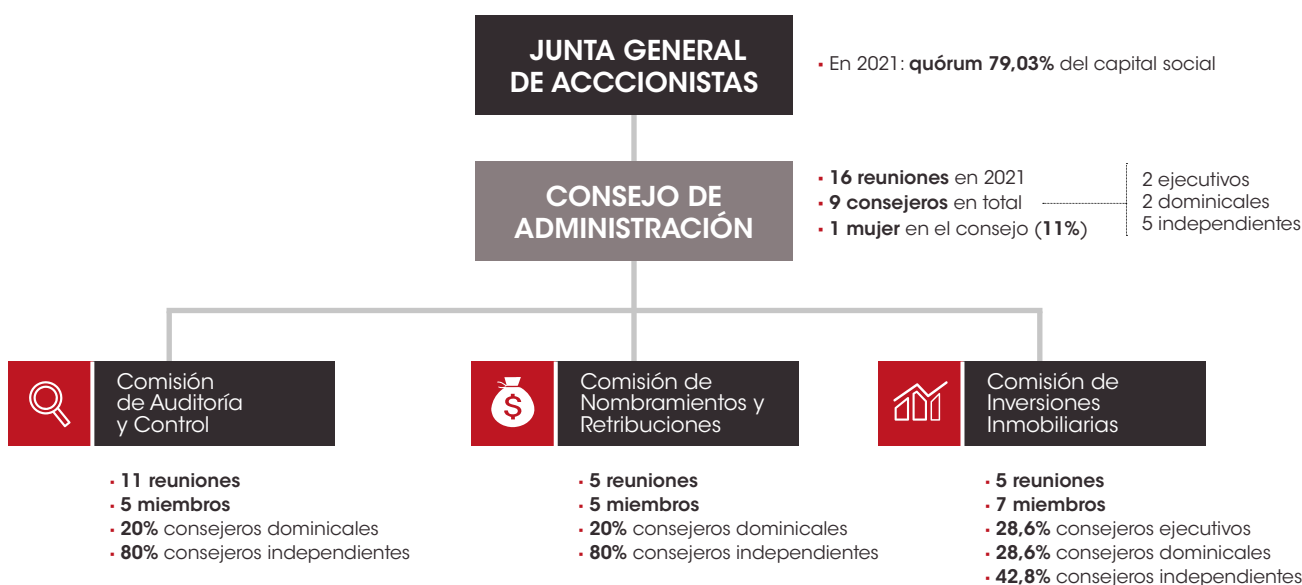 JUNTA GENERAL
DE ACCCIONISTAS
▪ En 2021: quórum 79,03% del capital social
CONSEJO DE
ADMINISTRACIÓN
▪ 16 reuniones en 2021
▪ 9 consejeros en total
▪ 1 mujer en el consejo (11%)
2 ejecutivos
2 dominicales
5 independientes
Comisión
de Auditoría
y Control
▪ 11 reuniones
▪ 5 miembros
▪ 20% consejeros dominicales
▪ 80% consejeros independientes
$
Comisión de
Nombramientos y
Retribuciones
▪ 5 reuniones
▪ 5 miembros
▪ 20% consejeros dominicales
▪ 80% consejeros independientes
Comisión de
Inversiones
Inmobiliarias
▪ 5 reuniones
▪ 7 miembros
▪ 28,6% consejeros ejecutivos
▪ 28,6% consejeros dominicales
▪ 42,8% consejeros independientes